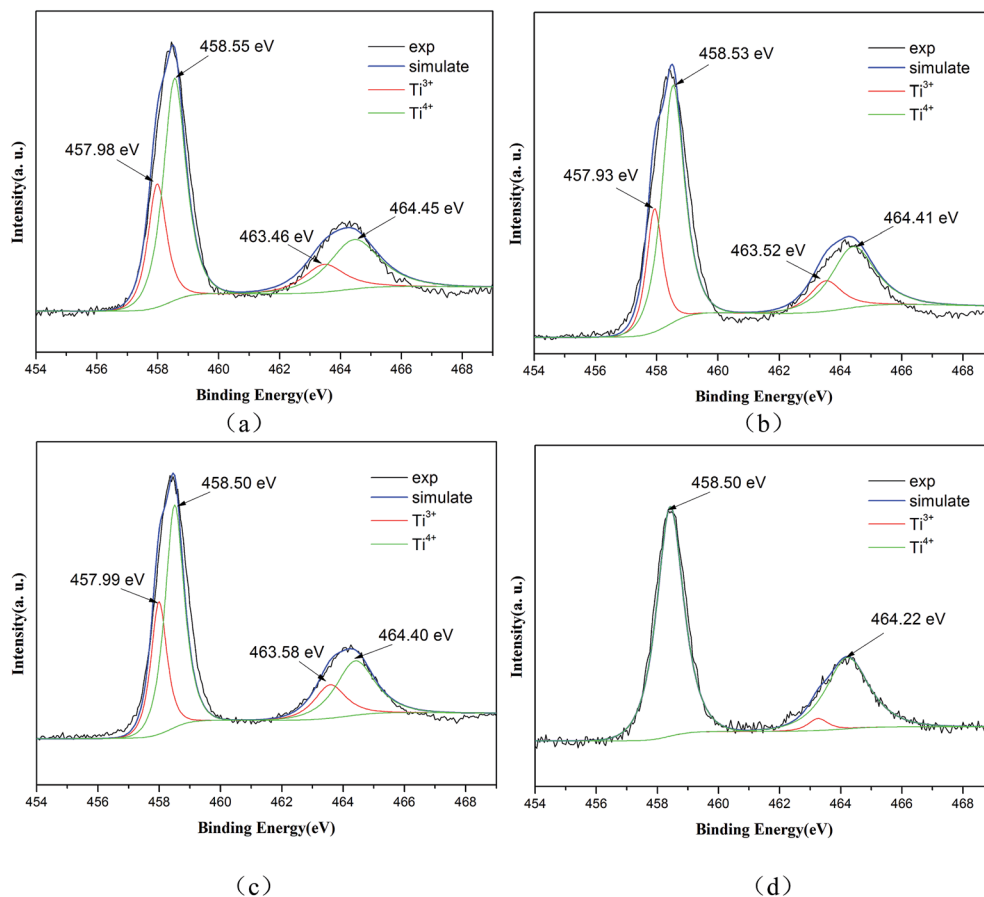 458.55 eV
exp
simulate
Ti3+
Ti4+
457.98 eV
464.45 eV
463.46 eV
Intensity(a. u.)
454 456 458 460 462 464 466 468
Binding Energy(eV)
（a）
458.53 eV
exp
simulate
Ti3+
Ti4+
457.93 eV
464.41 eV
463.52 eV
Intensity(a. u.)
454 456 458 460 462 464 466 468
Binding Energy(eV)
（b）
458.50 eV
exp
simulate
Ti3+
Ti4+
457.99 eV
464.40 eV
463.58 eV
Intensity(a. u.)
454 456 458 460 462 464 466 468
Binding Energy(eV)
（c）
458.50 eV
exp
simulate
Ti3+
Ti4+
464.22 eV
Intensity(a. u.)
454 456 458 460 462 464 466 468
Binding Energy(eV)
（d）